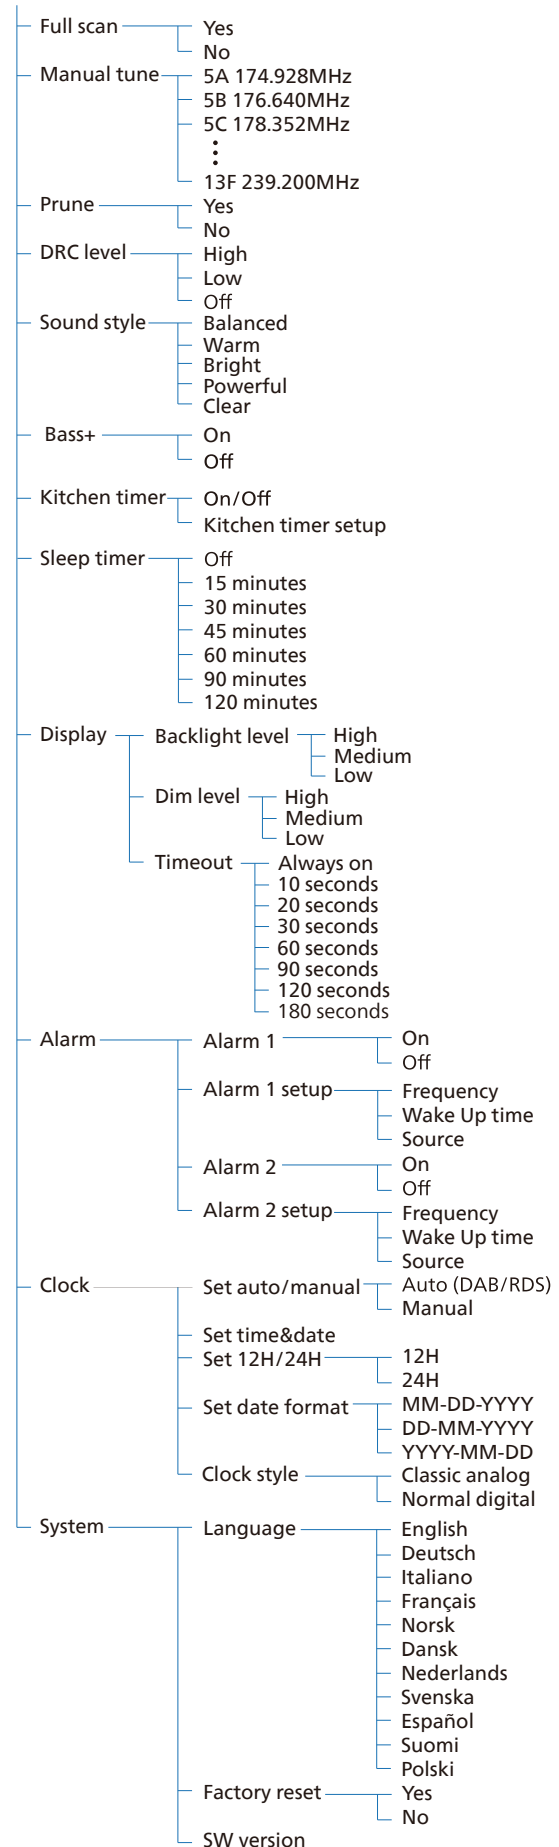 Full scan
Yes
No
Manual tune
5A 174.928MHz
5B 176.640MHz
5C 178.352MHz
13F 239.200MHz
Prune
Yes
No
DRC level
High
Low
Off
Sound style
Balanced
Warm
Bright
Powerful
Clear
Bass+
On
Off
Kitchen timer
On/Off
Kitchen timer setup
Sleep timer
Off
15 minutes
30 minutes
45 minutes
60 minutes
90 minutes
120 minutes
Display
Backlight level
High
Medium
Low
Dim level
High
Medium
Low
Timeout
Always on
10 seconds
20 seconds
30 seconds
60 seconds
90 seconds
120 seconds
180 seconds
Alarm
Alarm 1
On
Off
Alarm 1 setup
Frequency
Wake Up time
Source
Alarm 2
On
Off
Alarm 2 setup
Frequency
Wake Up time
Source
Clock
Set auto/manual
Auto (DAB/RDS)
Manual
Set time&date
Set 12H/24H
12H
24H
Set date format
MM-DD-YYYY
DD-MM-YYYY
YYYY-MM-DD
Clock style
Classic analog
Normal digital
System
Language
English
Deutsch
Italiano
Français
Norsk
Dansk
Nederlands
Svenska
Español
Suomi
Polski
Factory reset
Yes
No
SW version